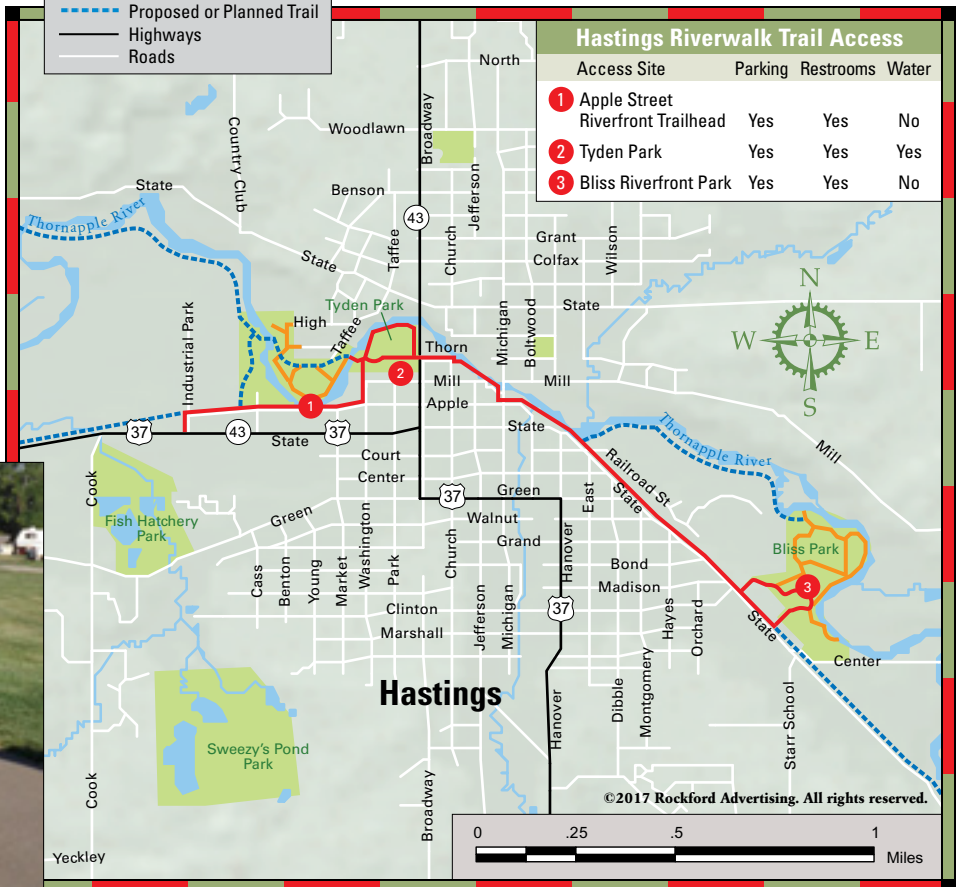 Proposed or Planned Trail
Highways
Roads
Hastings Riverwalk Trail Access
Access Site Parking Restrooms Water
1 Apple Street
Riverfront Trailhead Yes Yes No
2 Tyden Park Yes Yes Yes
3 Bliss Riverfront Park Yes Yes No
North
Broadway
Woodlawn
Country Club
Jefferson
Benson
State
43
Thornapple River
Taffee
Church
Grant
Colfax
Wilson
State
State
Tyden Park
Michigan
Boltwood
N
W E
S
High
Taffee
Thorn
Industrial Park
2
Mill
Mill
Apple
1
37
43
37
State
State
Court
Center
Thornapple River
Mill
Railroad St
State
Cook
Green
37
Green
East
Walnut
Grand
Fish Hatchery
Park
Washington
Church
Hanover
Bliss Park
Cass
Benton
Young
Market
Park
Bond
Madison
3
Clinton
Marshall
Jefferson
Michigan
37
Hayes
Orchard
State
Center
Hastings
Dibble
Montgomery
Hanover
Starr School
Sweezy's Pond
Park
Cook
Broadway
©2017 Rockford Advertising. All rights reserved.
0 .25 .5 1
Miles
Yeckley